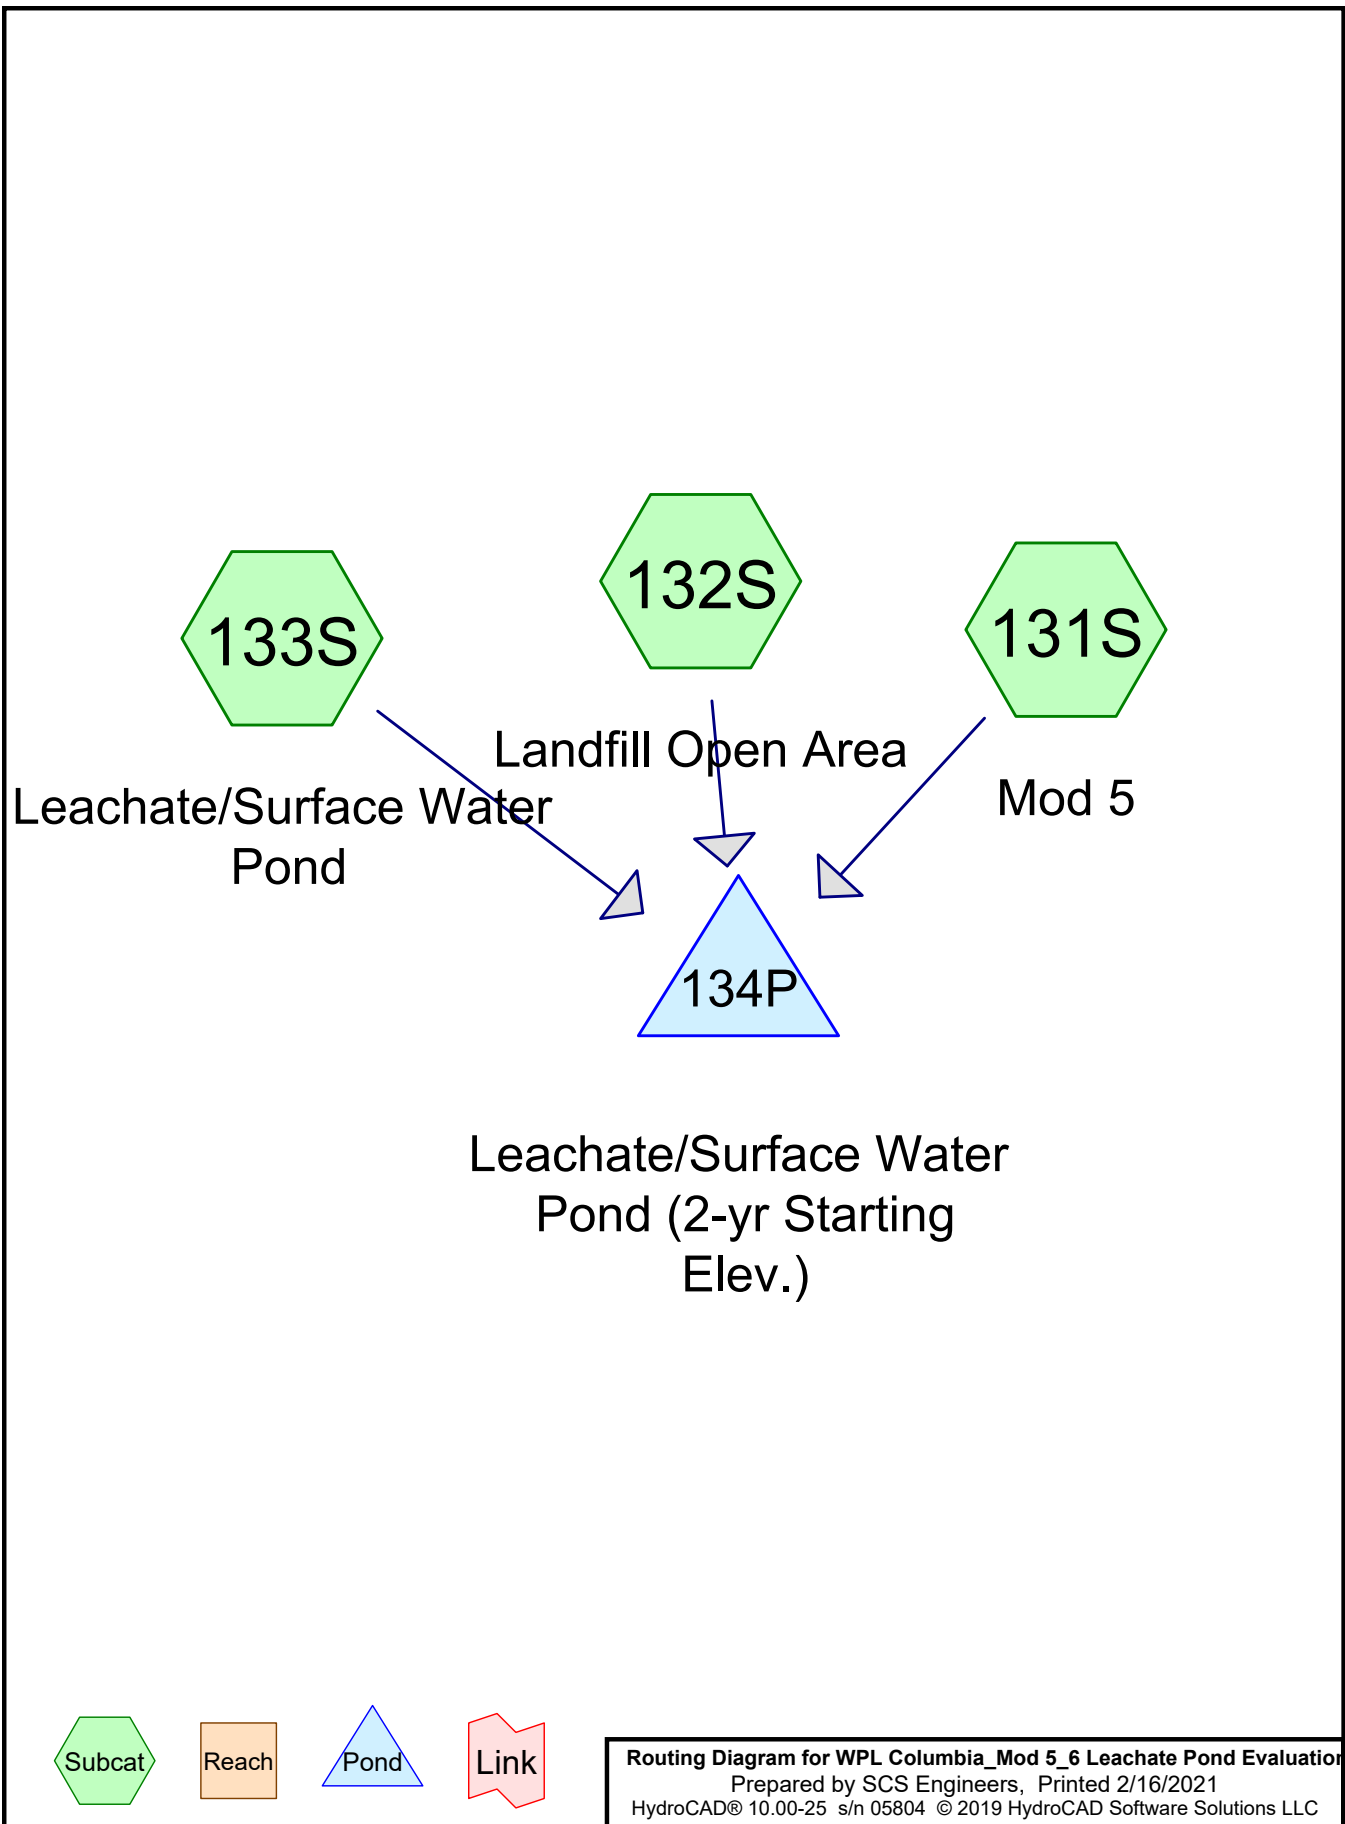 133S
132S
131S
Leachate/Surface Water
Pond
Landfill Open Area
Mod 5
134P
Leachate/Surface Water
Pond (2-yr Starting
Elev.)
Subcat
Reach
Pond
Link
Routing Diagram for WPL Columbia_Mod 5_6 Leachate Pond Evaluation
Prepared by SCS Engineers, Printed 2/16/2021
HydroCAD® 10.00-25 s/n 05804 © 2019 HydroCAD Software Solutions LLC